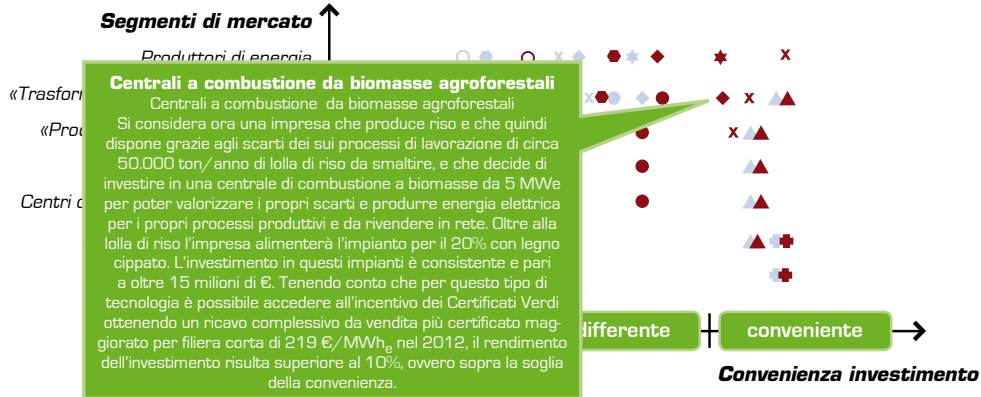 Segmenti di mercato
Produttori di energia
«Trasfor
«Pro
Centri
Centrali a combustione da biomasse agroforestali
Centrali a combustione da biomasse agroforestali
Si considera ora una impresa che produce riso e che quindi
dispone grazie agli scarti dei sui processi di lavorazione di circa
50.000 ton/anno di lolla di riso da smaltire, e che decide di
investire in una centrale di combustione a biomasse da 5 MWe
per poter valorizzare i propri scarti e produrre energia elettrica
per i propri processi produttivi e da rivendere in rete. Oltre alla
lolla di riso l'impresa alimenterà l'impianto per il 20% con legno
cippato. L'investimento in questi impianti è consistente e pari
a oltre 15 milioni di €. Tenendo conto che per questo tipo di
tecnologia è possibile accedere all'incentivo dei Certificati Verdi
ottenendo un ricavo complessivo da vendita più certificato mag-
giorato per filiera corta di 219 €/MWhe nel 2012, il rendimento
dell'investimento risulta superiore al 10%, ovvero sopra la soglia
della convenienza.
differente
conveniente
Convenienza investimento